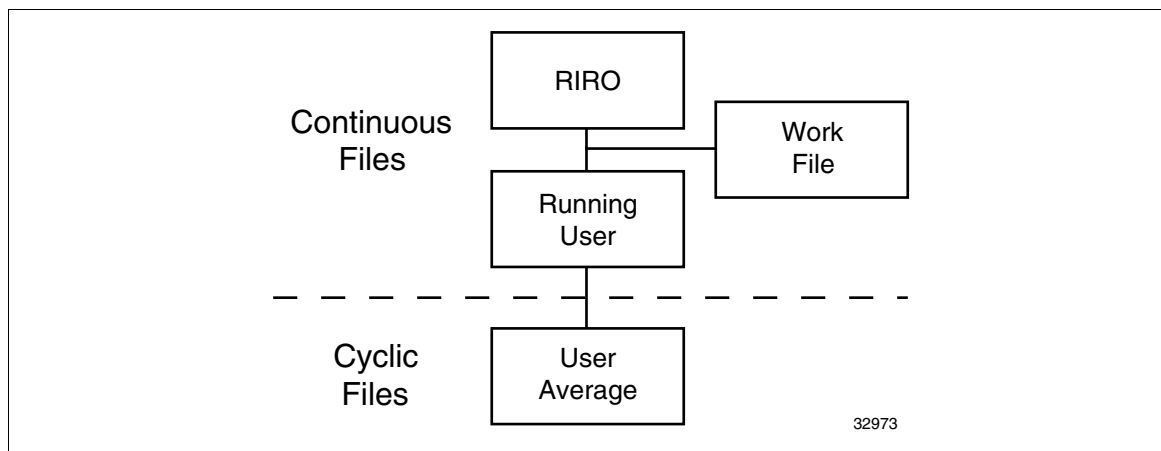 RIRO
Continuous
Files
Work
File
Running
User
Cyclic
Files
User
Average
32973